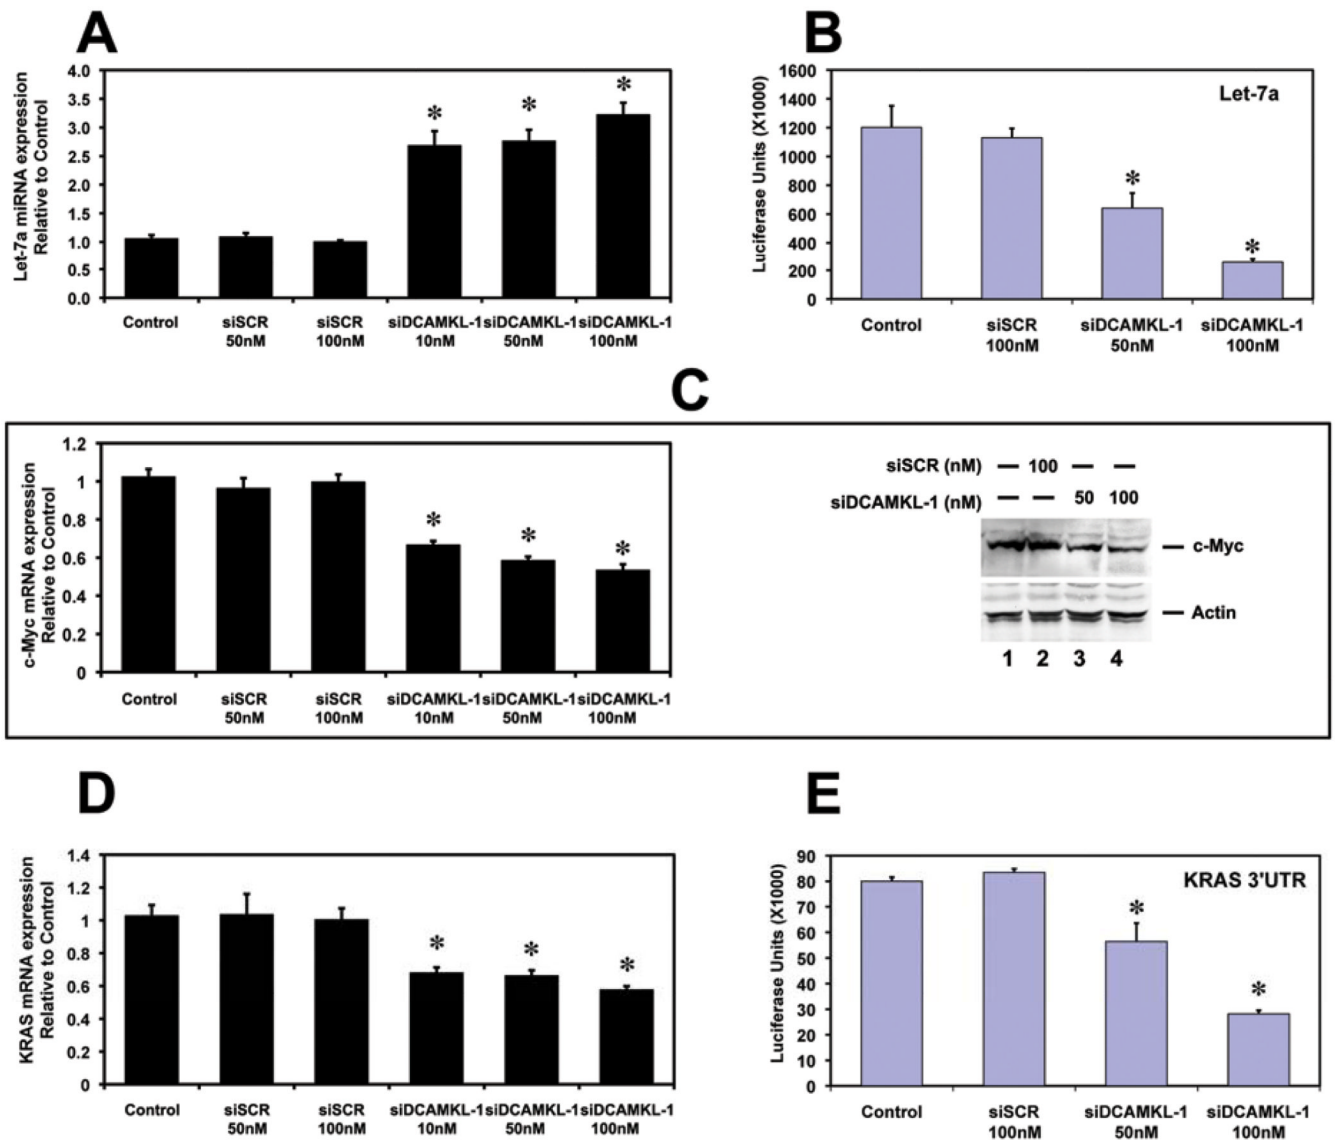 A
Let-7a miRNA expression
Relative to Control
4.0
3.5
3.0
2.5
2.0
1.5
1.0
0.5
0.0
* * *
Control siSCR siSCR siDCAMKL-1 siDCAMKL-1 siDCAMKL-1
50nM 100nM 10nM 50nM 100nM
B
Luciferase Units (X1000)
Let-7a
1600
1400
1200
1000
800
600
400
200
0
* *
Control siSCR siDCAMKL-1 siDCAMKL-1
100nM 50nM 100nM
C
c-Myc mRNA expression
Relative to Control
1.2
1
0.8
0.6
0.4
0.2
0
* * *
Control siSCR siSCR siDCAMKL-1 siDCAMKL-1 siDCAMKL-1
50nM 100nM 10nM 50nM 100nM
siSCR (nM) — 100 — —
siDCAMKL-1 (nM) — — 50 100
— c-Myc
— Actin
1 2 3 4
D
KRAS mRNA expression
Relative to Control
1.4
1.2
1
0.8
0.6
0.4
0.2
0
* * *
Control siSCR siSCR siDCAMKL-1 siDCAMKL-1 siDCAMKL-1
50nM 100nM 10nM 50nM 100nM
E
Luciferase Units (X1000)
KRAS 3'UTR
90
80
70
60
50
40
30
20
10
0
* *
Control siSCR siDCAMKL-1 siDCAMKL-1
100nM 50nM 100nM